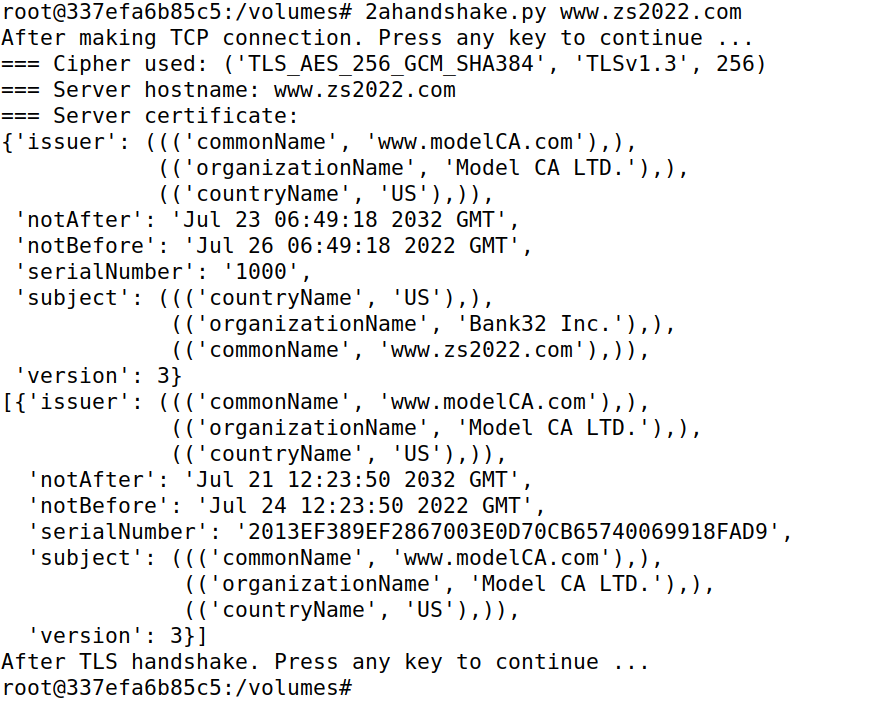 root@337efa6b85c5:/volumes# 2ahandshake.py www.zs2022.com
After making TCP connection. Press any key to continue ...
=== Cipher used: ('TLS_AES_256_GCM_SHA384', 'TLSv1.3', 256)
=== Server hostname: www.zs2022.com
=== Server certificate:
{'issuer': ((('commonName', 'www.modelCA.com'),),
            (('organizationName', 'Model CA LTD.'),),
            (('countryName', 'US'),)),
 'notAfter': 'Jul 23 06:49:18 2032 GMT',
 'notBefore': 'Jul 26 06:49:18 2022 GMT',
 'serialNumber': '1000',
 'subject': ((('countryName', 'US'),),
             (('organizationName', 'Bank32 Inc.'),),
             (('commonName', 'www.zs2022.com'),)),
 'version': 3}
[{'issuer': ((('commonName', 'www.modelCA.com'),),
             (('organizationName', 'Model CA LTD.'),),
             (('countryName', 'US'),)),
  'notAfter': 'Jul 21 12:23:50 2032 GMT',
  'notBefore': 'Jul 24 12:23:50 2022 GMT',
  'serialNumber': '2013EF389EF2867003E0D70CB65740069918FAD9',
  'subject': ((('commonName', 'www.modelCA.com'),),
              (('organizationName', 'Model CA LTD.'),),
              (('countryName', 'US'),)),
  'version': 3}]
After TLS handshake. Press any key to continue ...
root@337efa6b85c5:/volumes#